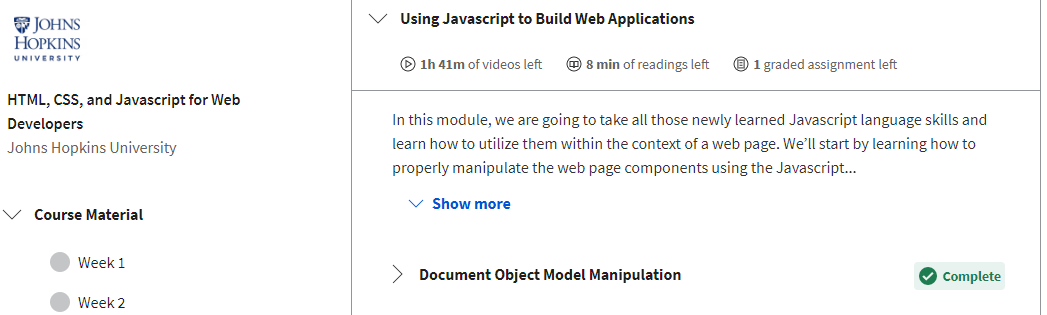 JOHNS
HOPKINS
UNIVERSITY
HTML, CSS, and Javascript for Web
Developers
Johns Hopkins University
Course Material
Week 1
Week 2
Using Javascript to Build Web Applications
1h 41m of videos left
8 min of readings left
1 graded assignment left
In this module, we are going to take all those newly learned Javascript language skills and
learn how to utilize them within the context of a web page. We’ll start by learning how to
properly manipulate the web page components using the Javascript...
Show more
Document Object Model Manipulation
Complete